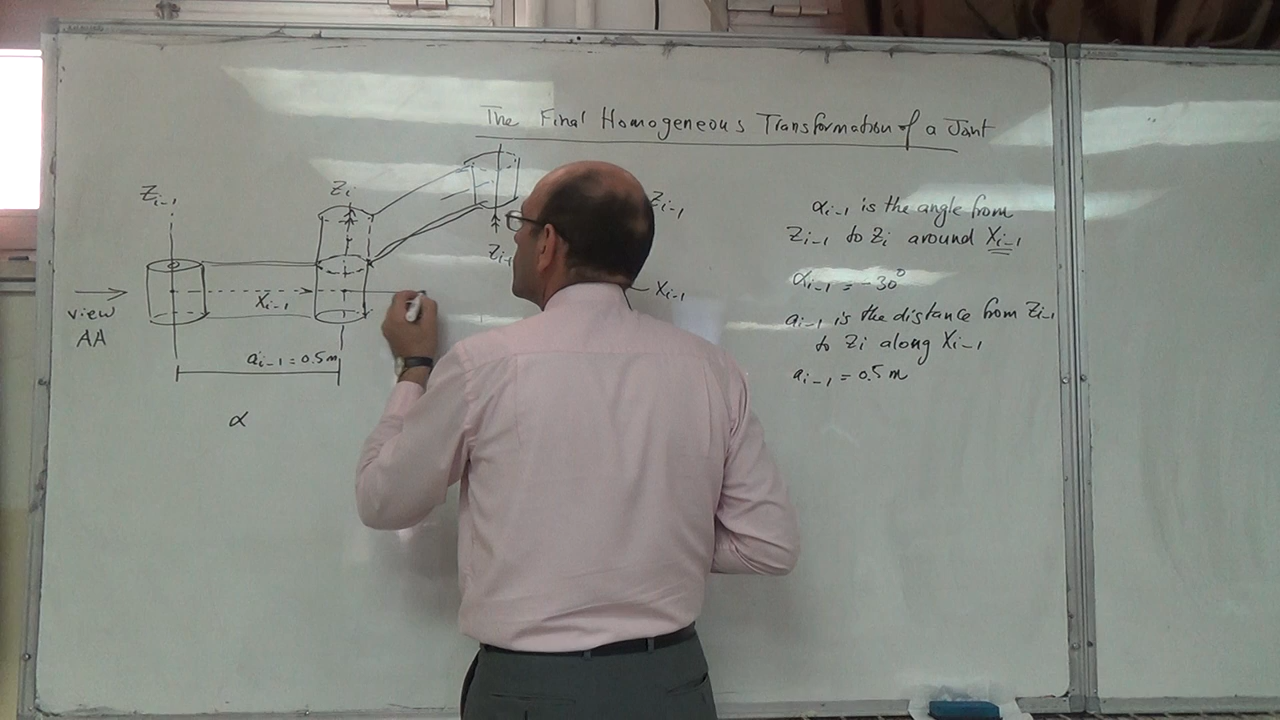 The Final Homogeneous Transformation of a Joint
Zi-1
Zi
Zi-1
Zi-1
view
AA
Xi-1
Xi-1
ai-1 = 0.5m
α
αi-1 is the angle from
Zi-1 to Zi around Xi-1
αi-1 = -30°
ai-1 is the distance from Zi-1
to Zi along Xi-1
ai-1 = 0.5 m